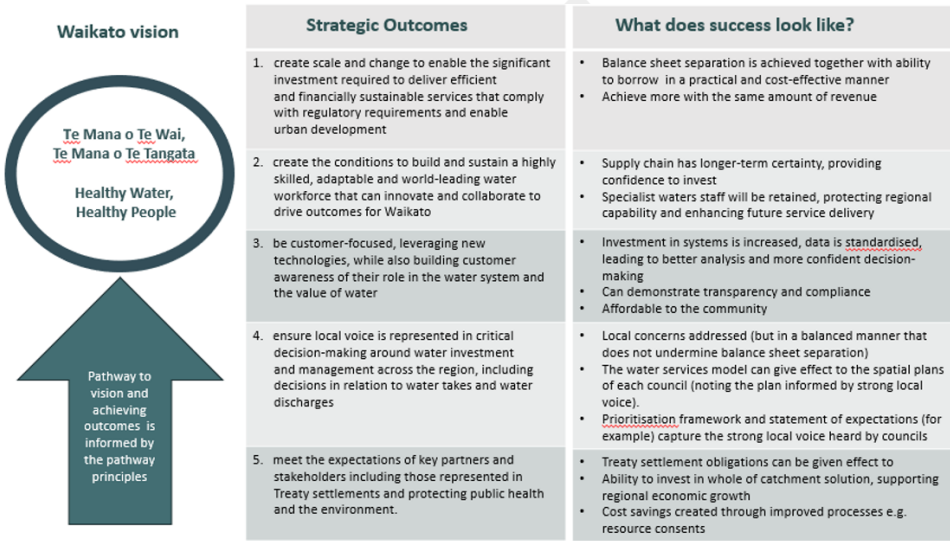 Waikato vision
Te Mana o Te Wai,
Te Mana o Te Tangata
Healthy Water,
Healthy People
Pathway to
vision and
achieving
outcomes is
informed by
the pathway
principles
Strategic Outcomes
What does success look like?
1. create scale and change to enable the significant
investment required to deliver efficient
and financially sustainable services that comply
with regulatory requirements and enable
urban development
• Balance sheet separation is achieved together with ability
to borrow in a practical and cost-effective manner
• Achieve more with the same amount of revenue
2. create the conditions to build and sustain a highly
skilled, adaptable and world-leading water
workforce that can innovate and collaborate to
drive outcomes for Waikato
• Supply chain has longer-term certainty, providing
confidence to invest
• Specialist waters staff will be retained, protecting regional
capability and enhancing future service delivery
3. be customer-focused, leveraging new
technologies, while also building customer
awareness of their role in the water system and
the value of water
• Investment in systems is increased, data is standardised,
leading to better analysis and more confident decision-
making
• Can demonstrate transparency and compliance
• Affordable to the community
4. ensure local voice is represented in critical
decision-making around water investment
and management across the region, including
decisions in relation to water takes and water
discharges
• Local concerns addressed (but in a balanced manner that
does not undermine balance sheet separation)
• The water services model can give effect to the spatial plans
of each council (noting the plan informed by strong local
voice).
• Prioritisation framework and statement of expectations (for
example) capture the strong local voice heard by councils
5. meet the expectations of key partners and
stakeholders including those represented in
Treaty settlements and protecting public health
and the environment.
• Treaty settlement obligations can be given effect to
• Ability to invest in whole of catchment solution, supporting
regional economic growth
• Cost savings created through improved processes e.g.
resource consents